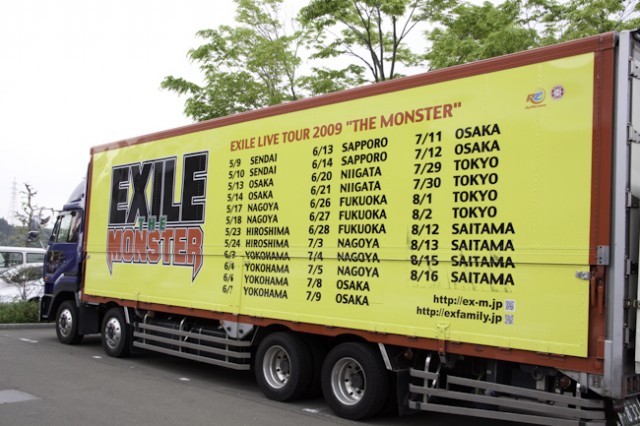 EXILE LIVE TOUR 2009 "THE MONSTER"
EXILE
THE
MONSTER
5/9 SENDAI
5/10 SENDAI
5/13 OSAKA
5/14 OSAKA
5/17 NAGOYA
5/18 NAGOYA
5/23 HIROSHIMA
5/24 HIROSHIMA
6/3 YOKOHAMA
6/4 YOKOHAMA
6/6 YOKOHAMA
6/7 YOKOHAMA
6/13 SAPPORO
6/14 SAPPORO
6/20 NIIGATA
6/21 NIIGATA
6/26 FUKUOKA
6/27 FUKUOKA
6/28 FUKUOKA
7/3 NAGOYA
7/4 NAGOYA
7/5 NAGOYA
7/8 OSAKA
7/9 OSAKA
7/11 OSAKA
7/12 OSAKA
7/29 TOKYO
7/30 TOKYO
8/1 TOKYO
8/2 TOKYO
8/12 SAITAMA
8/13 SAITAMA
8/15 SAITAMA
8/16 SAITAMA
http://ex-m.jp
http://exfamily.jp